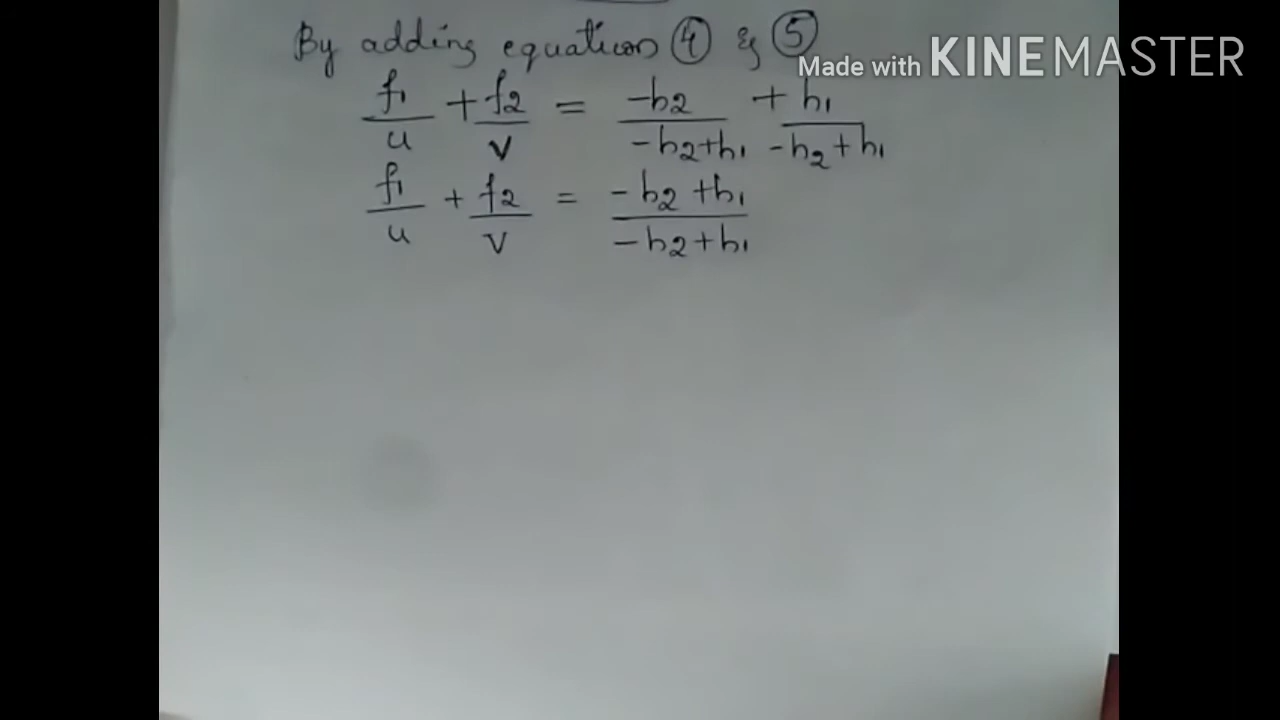 By adding equations ④ & ⑤
Made with KINEMASTER
f₁/u + f₂/v = -h₂/-h₂+h₁ + h₁/-h₂+h₁
f₁/u + f₂/v = -h₂+h₁/-h₂+h₁